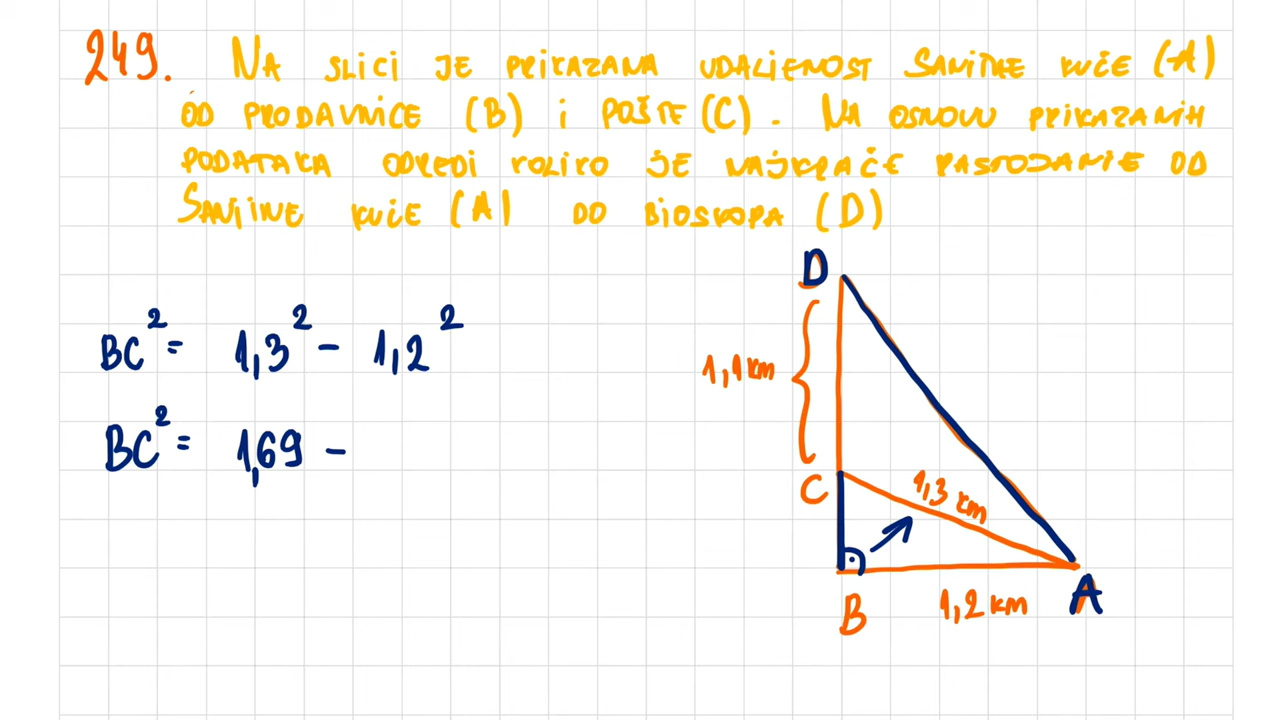 249. NA SLICI JE PRIKAZANA UDALJENOST SANJINE KUĆE (A)
OD PRODAVNICE (B) i POŠTE (C). NA OSNOVU PRIKAZANIH
PODATAKA ODREDI KOLIKO JE NAJKRAĆE RASTOJANJE OD
SANJINE KUĆE (A) DO BIOSKOPA (D)
D
BC² = 1,3² - 1,2²
1,1 km
BC² = 1,69 -
C
1,3 km
B
1,2 km
A